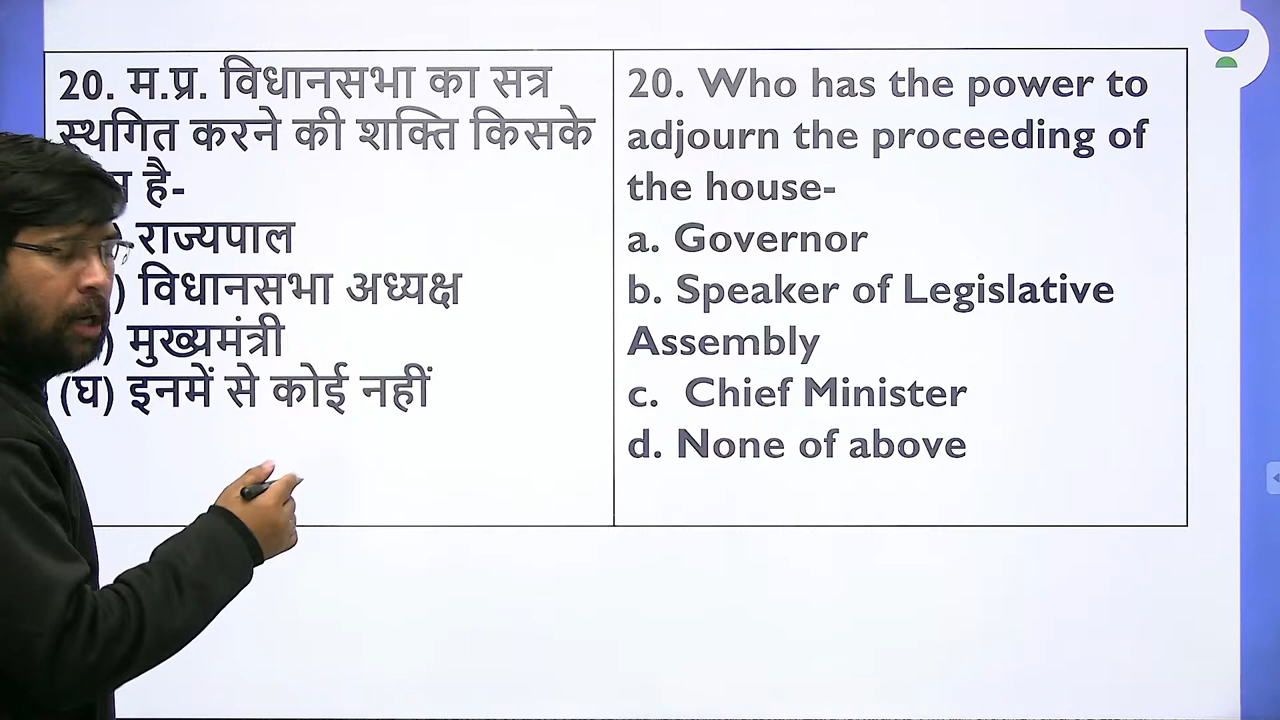 20. म.प्र. विधानसभा का सत्र
स्थगित करने की शक्ति किसके
है-
राज्यपाल
) विधानसभा अध्यक्ष
) मुख्यमंत्री
(घ) इनमें से कोई नहीं
20. Who has the power to
adjourn the proceeding of
the house-
a. Governor
b. Speaker of Legislative
Assembly
c. Chief Minister
d. None of above